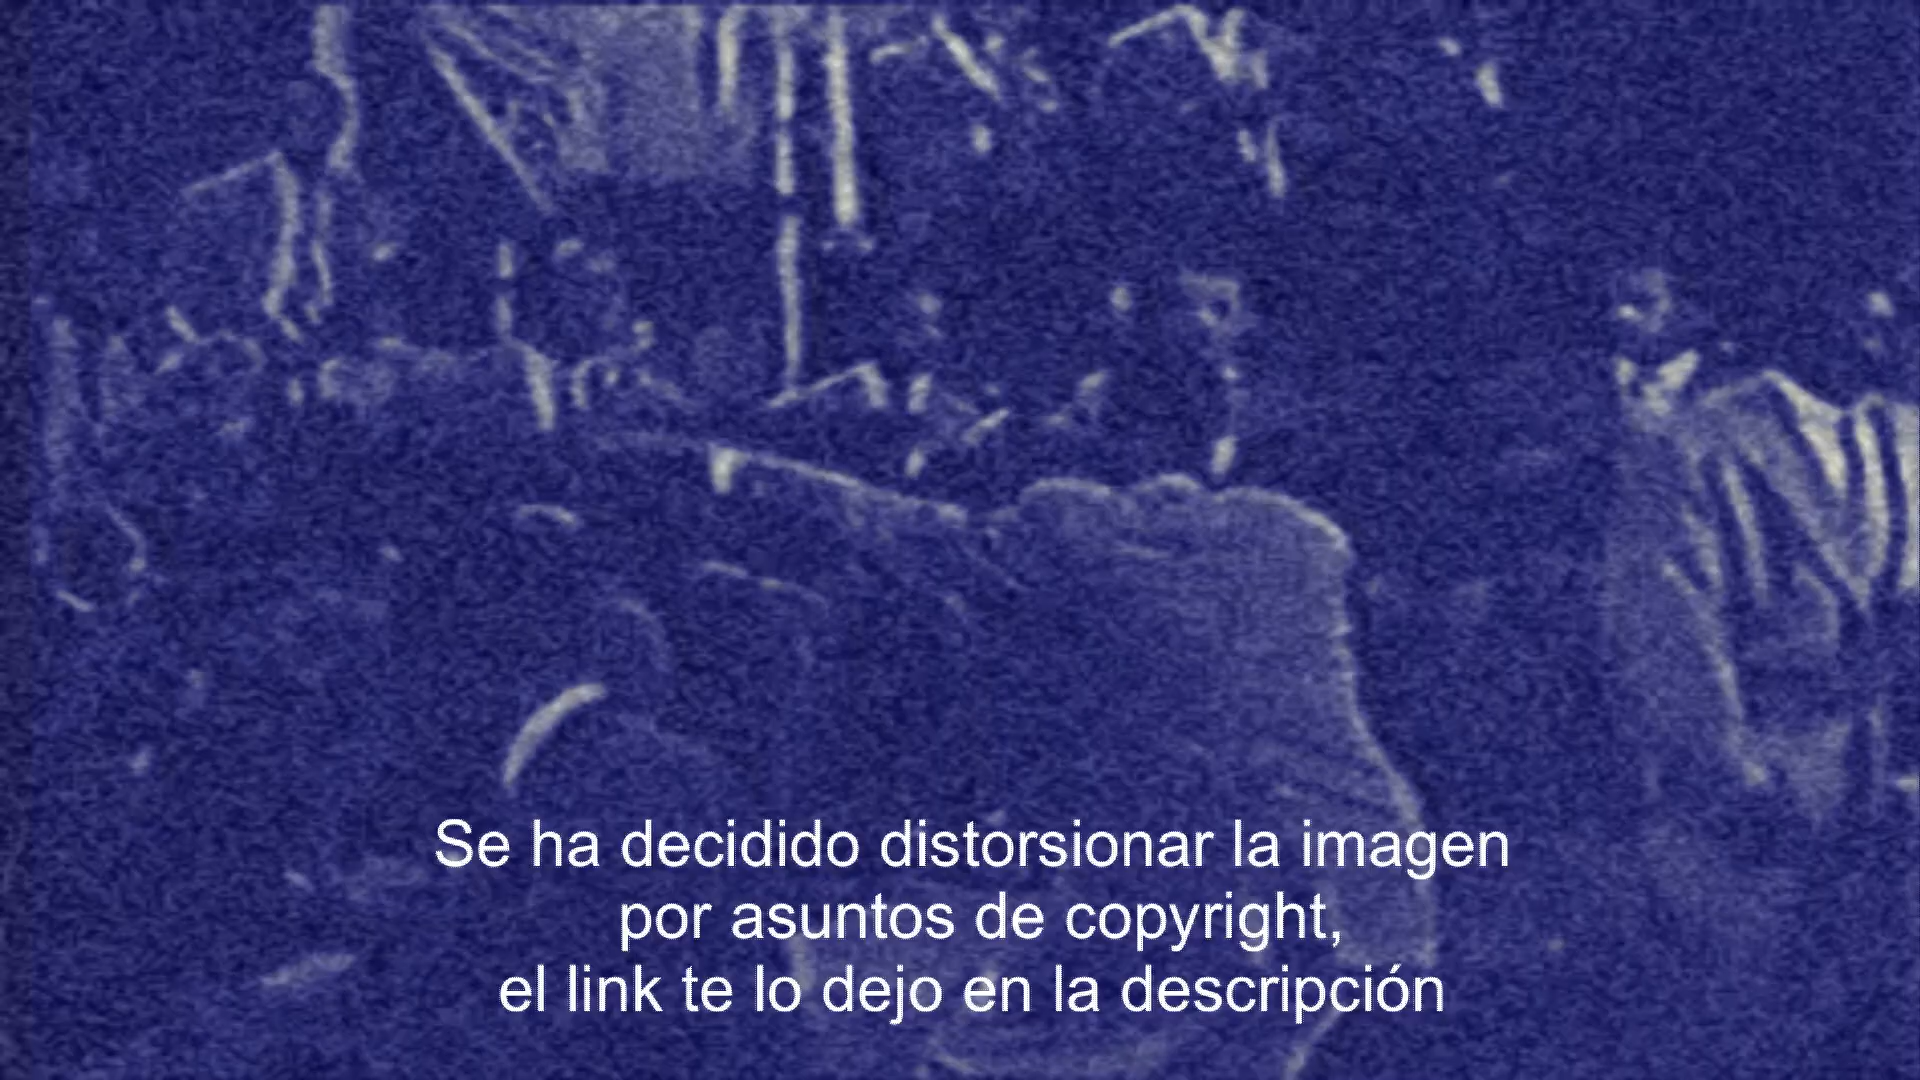 Se ha decidido distorsionar la imagen
por asuntos de copyright,
el link te lo dejo en la descripción